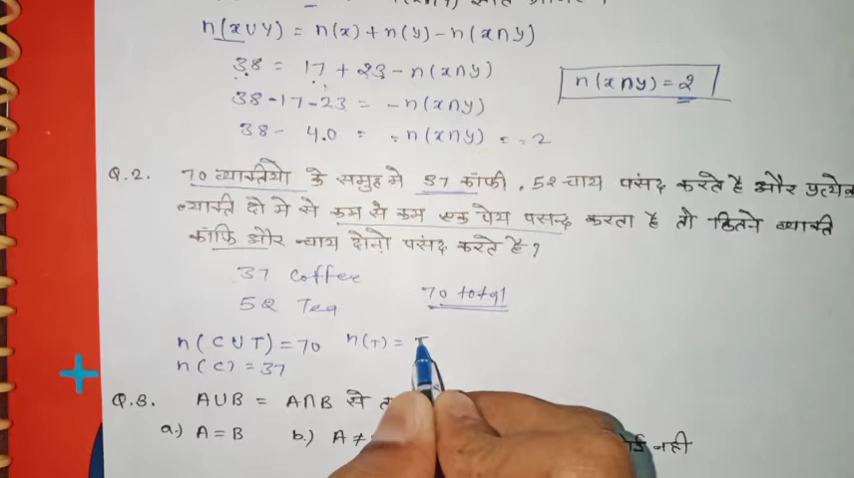 n(x∪y) = n(x)+n(y)-n(x∩y)
38 = 17 + 23 - n(x∩y)
n(x∩y) = 2
38-17-23 = -n(x∩y)
38 - 40 = -n(x∩y) = -2
Q.2. 70 व्यक्तियो के समुह मे 37 कॉफी, 52 चाय पसंद करते है और प्रत्येक
व्यक्ति दो मे से कम से कम एक पेय पसन्द करता है तो कितने व्यक्ति
कॉफि और चाय दोनो पसंद करते है?
37 coffee
52 Tea
70 total
n(C∪T) = 70 n(T) =
n(C) = 37
Q.3. A∪B = A∩B से
a.) A = B b.) A ≠ नही